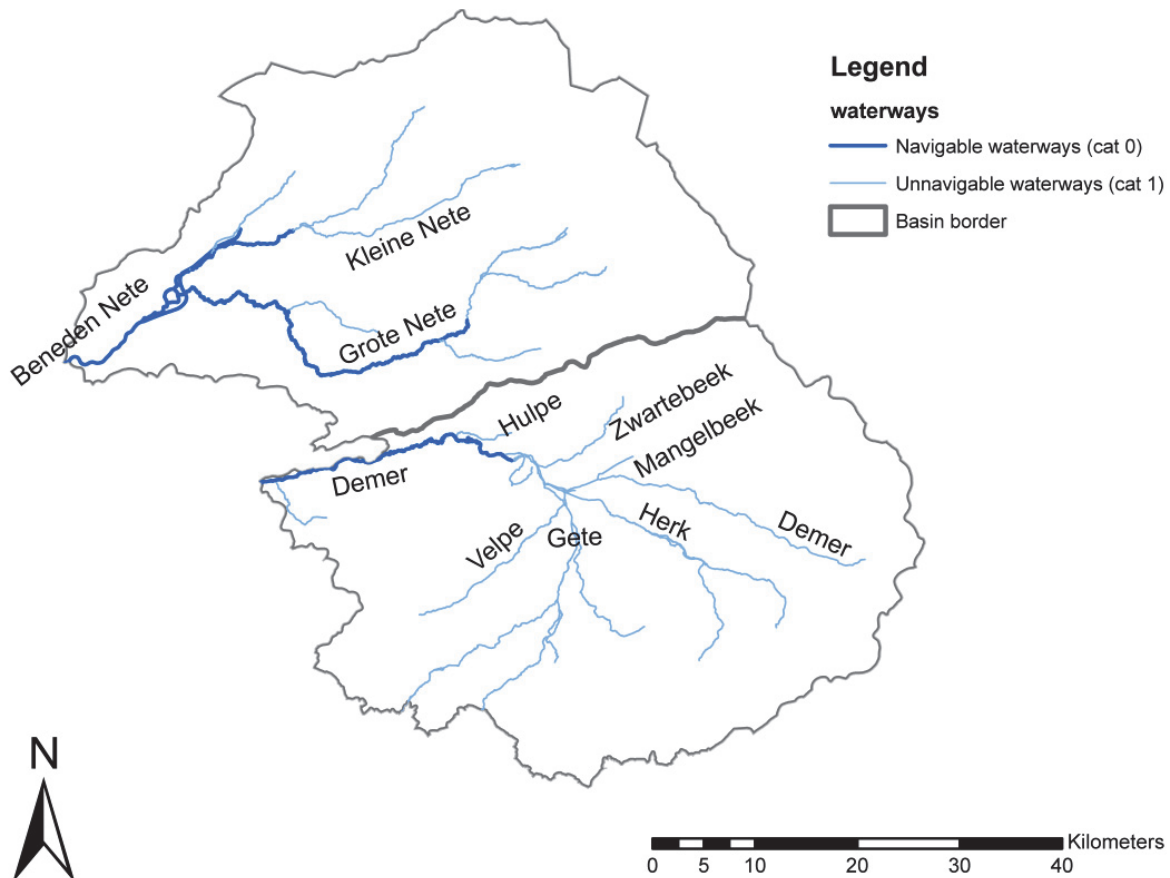 Legend
waterways
Navigable waterways (cat 0)
Unnavigable waterways (cat 1)
Basin border
Kleine Nete
Beneden Nete
Grote Nete
Hulpe
Zwartebeek
Mangelbeek
Demer
Demer
Herk
Velpe
Gete
N
Kilometers
0 5 10 20 30 40